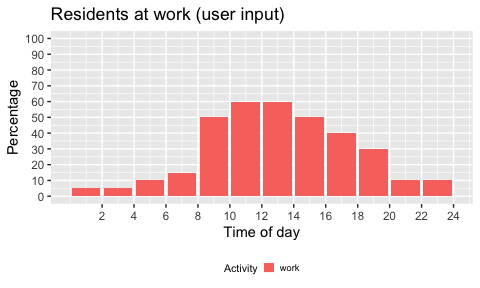 Residents at work (user input)
100
90
80
70
60
50
40
30
20
10
0
Percentage
2 4 6 8 10 12 14 16 18 20 22 24
Time of day
Activity work